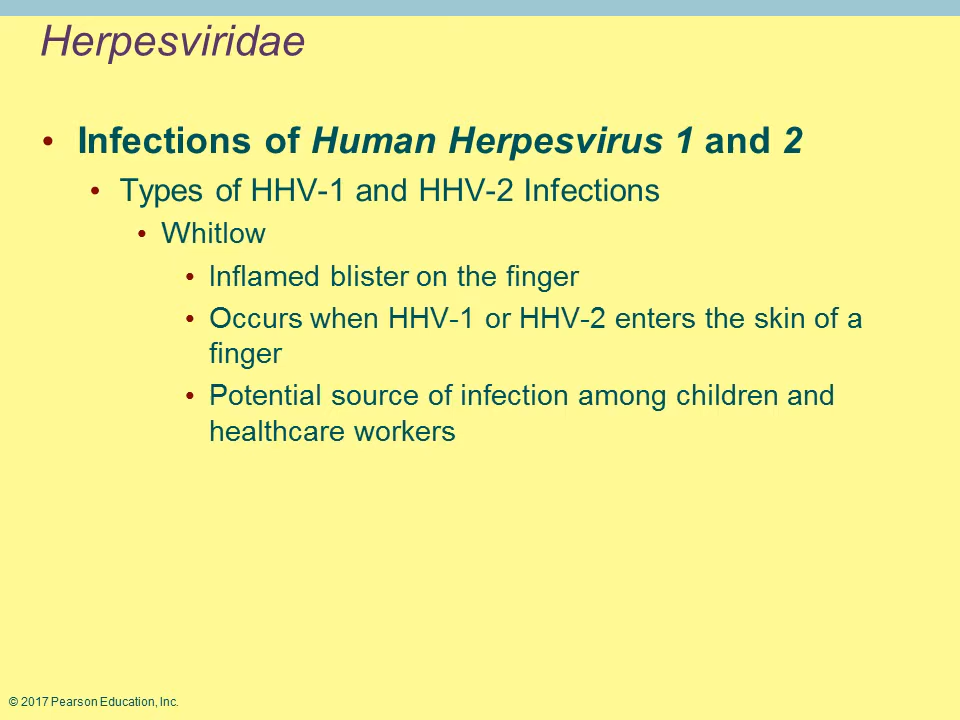 Herpesviridae
• Infections of Human Herpesvirus 1 and 2
• Types of HHV-1 and HHV-2 Infections
• Whitlow
• Inflamed blister on the finger
• Occurs when HHV-1 or HHV-2 enters the skin of a
finger
• Potential source of infection among children and
healthcare workers
© 2017 Pearson Education, Inc.